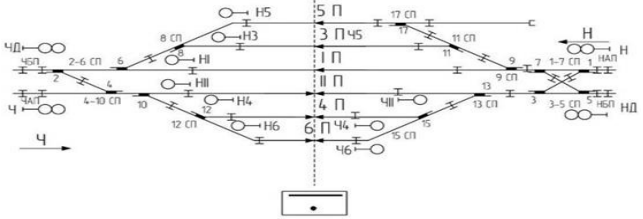 Н5 5 П 17 СП С
8 СП 17 Н
ЧД Н3 3 П Ч5 11 СП Н
8 11 НАП
ЧБП 2-6 СП 6 НI I П 9 7 1-7 СП 1
2 9 СП
НII II П 13
ЧАП 4 ЧII 3 3-5 СП 5 НБП
Ч 4-10 СП 10 Н4 4 П 13 СП НД
12 15
12 СП Н6 6 П Ч4 15 СП
Ч Ч6